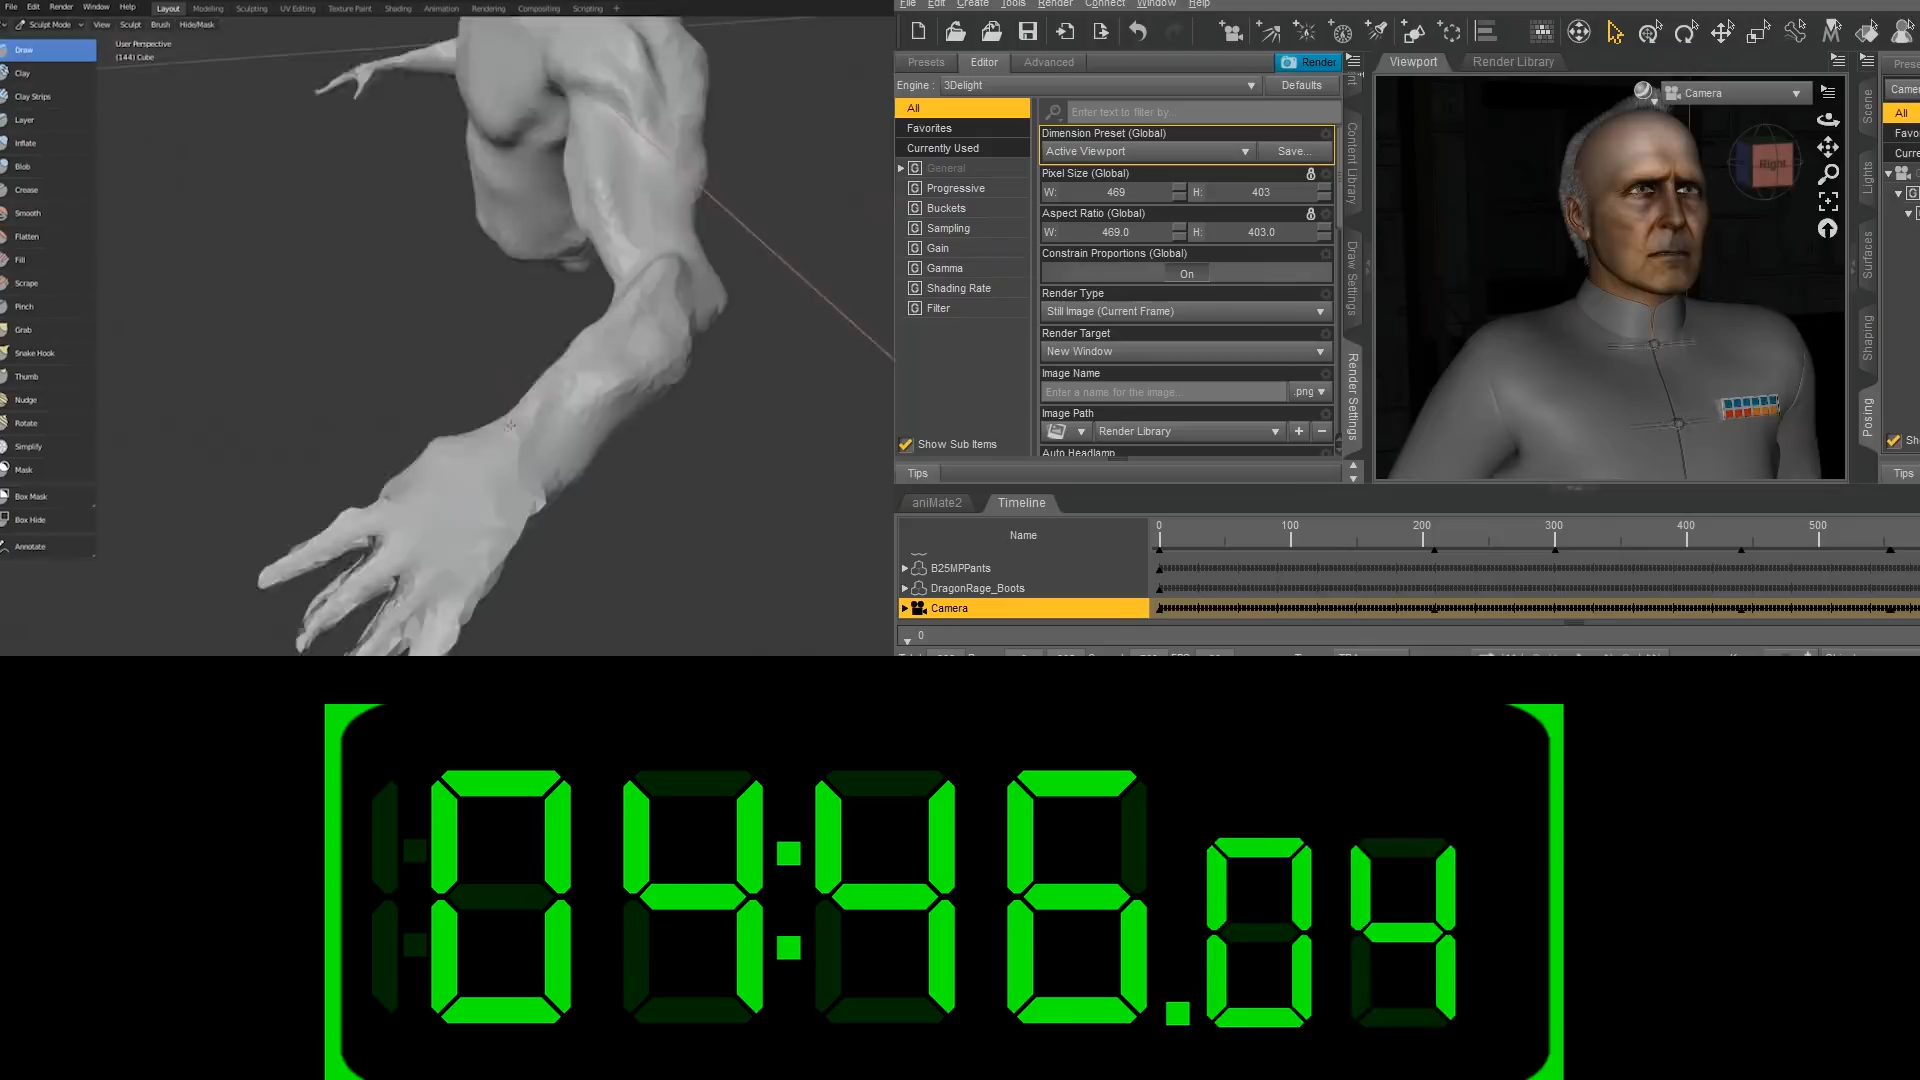 File Edit Render Window Help Layout Modeling Sculpting UV Editing Texture Paint Shading Animation Rendering Compositing Scripting +
Sculpt Mode View Sculpt Brush Hide/Mask
User Perspective
(144) Cube
Draw
Clay
Clay Strips
Layer
Inflate
Blob
Crease
Smooth
Flatten
Fill
Scrape
Pinch
Grab
Snake Hook
Thumb
Nudge
Rotate
Simplify
Mask
Box Mask
Box Hide
Annotate
File Edit Create Tools Render Connect Window Help
Presets Editor Advanced Render
Engine : 3Delight Defaults
All
Favorites
Currently Used
General
Progressive
Buckets
Sampling
Gain
Gamma
Shading Rate
Filter
Show Sub Items
Tips
Enter text to filter by...
Dimension Preset (Global)
Active Viewport Save...
Pixel Size (Global)
W: 469 H: 403
Aspect Ratio (Global)
W: 469.0 H: 403.0
Constrain Proportions (Global)
On
Render Type
Still Image (Current Frame)
Render Target
New Window
Image Name
Enter a name for the image... .png
Image Path
Render Library + −
Auto Headlamp
Content Library
Draw Settings
Render Settings
Viewport Render Library
Camera
Right
Scene
Lights
Surfaces
Shaping
Posing
All
Tips
aniMate2 Timeline
Name 0 100 200 300 400 500
B25MPPants
DragonRage_Boots
Camera
0
04:46.04